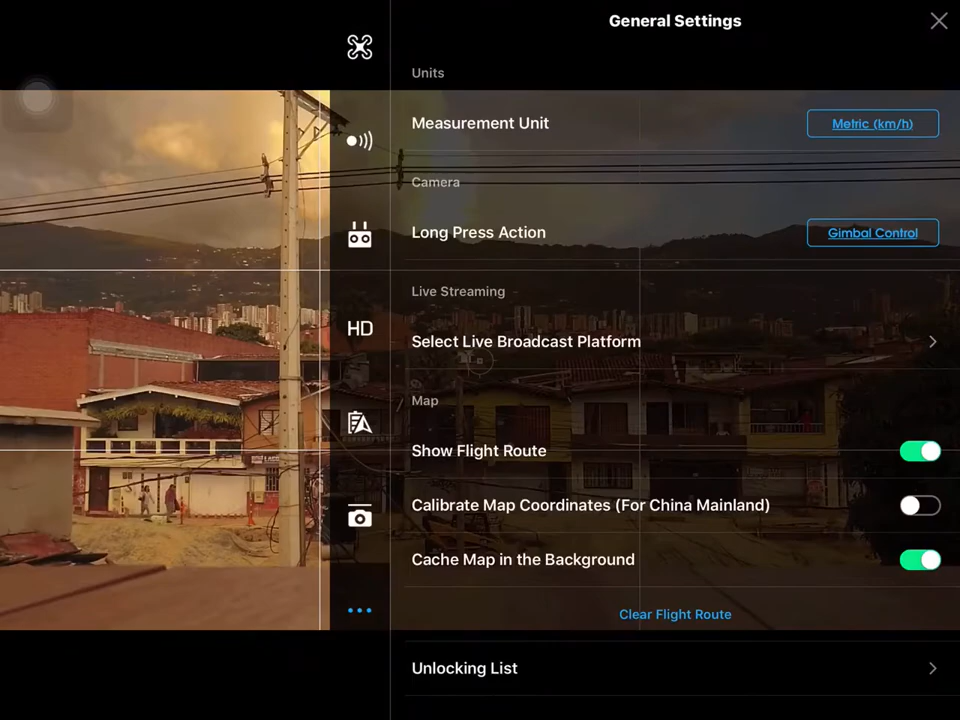 General Settings
Units
Measurement Unit
Metric (km/h)
Camera
Long Press Action
Gimbal Control
HD
Live Streaming
Select Live Broadcast Platform
Map
Show Flight Route
Calibrate Map Coordinates (For China Mainland)
Cache Map in the Background
Clear Flight Route
Unlocking List